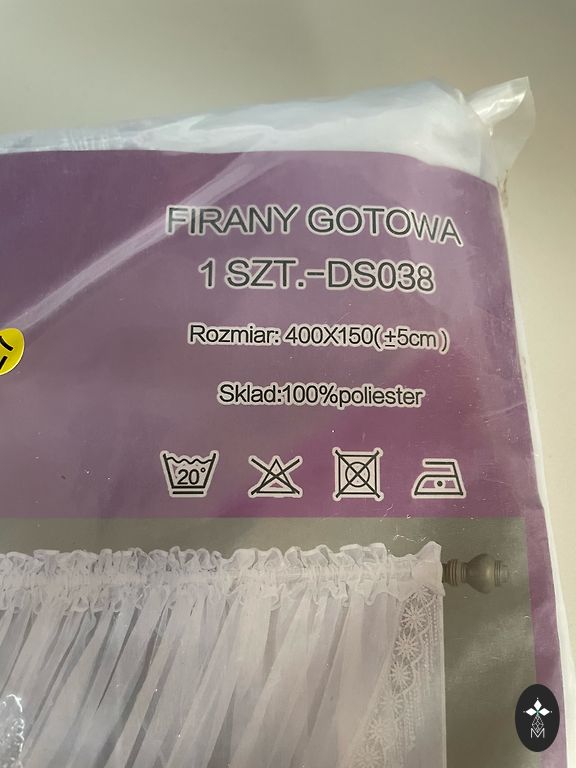 FIRANY GOTOWA
1 SZT.-DS038
Rozmiar: 400X150(±5cm)
Sklad:100%poliester
20°
M